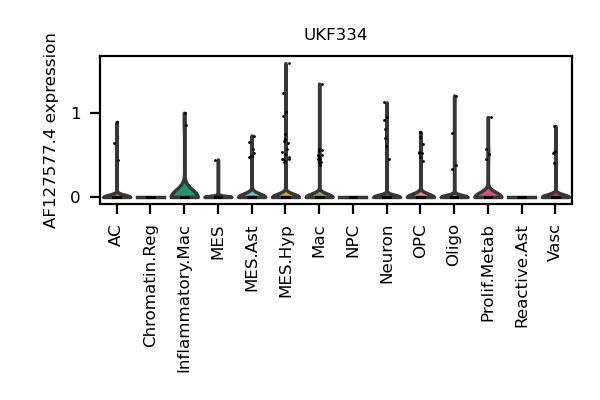 UKF334
AF127577.4 expression
1
0
AC
Chromatin.Reg
Inflammatory.Mac
MES
MES.Ast
MES.Hyp
Mac
NPC
Neuron
OPC
Oligo
Prolif.Metab
Reactive.Ast
Vasc